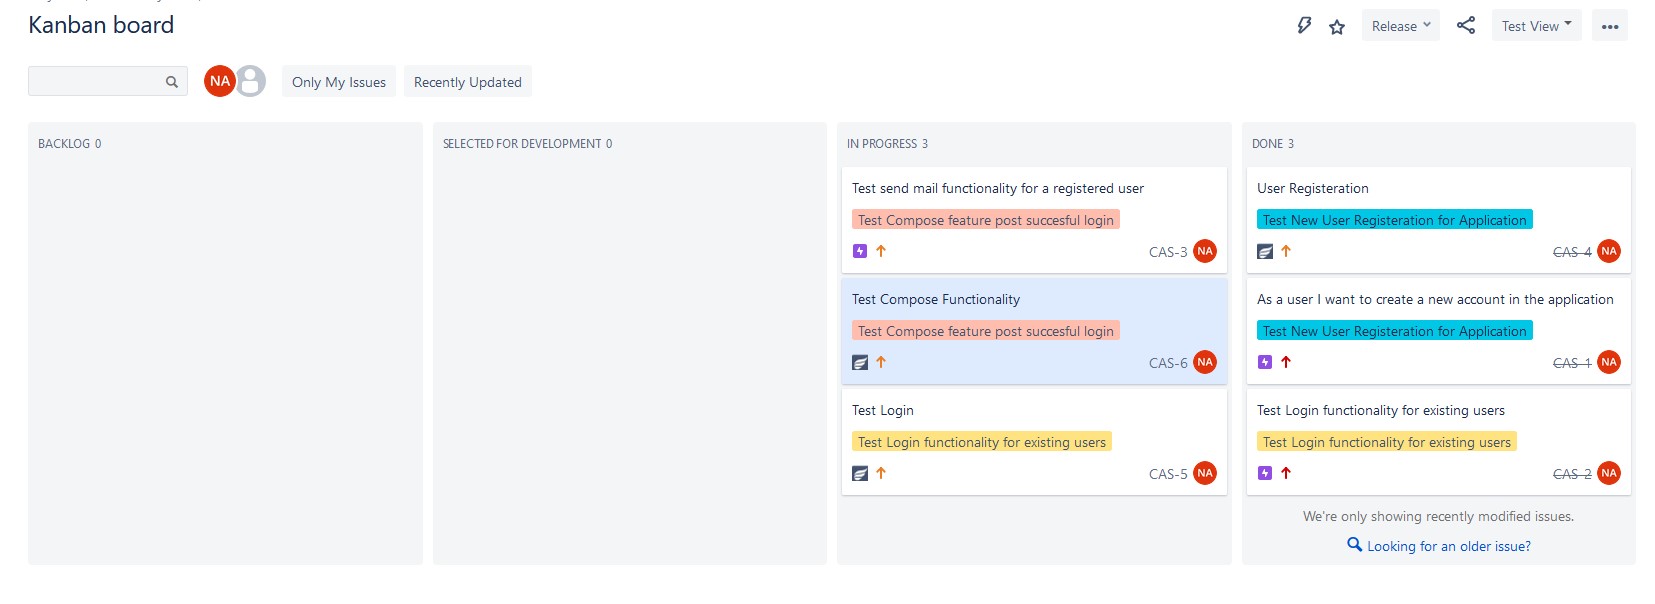 Kanban board
Release
Test View
NA
Only My Issues
Recently Updated
BACKLOG 0
SELECTED FOR DEVELOPMENT 0
IN PROGRESS 3
Test send mail functionality for a registered user
Test Compose feature post succesful login
CAS-3 NA
Test Compose Functionality
Test Compose feature post succesful login
CAS-6 NA
Test Login
Test Login functionality for existing users
CAS-5 NA
DONE 3
User Registeration
Test New User Registeration for Application
CAS-4 NA
As a user I want to create a new account in the application
Test New User Registeration for Application
CAS-1 NA
Test Login functionality for existing users
Test Login functionality for existing users
CAS-2 NA
We're only showing recently modified issues.
Looking for an older issue?